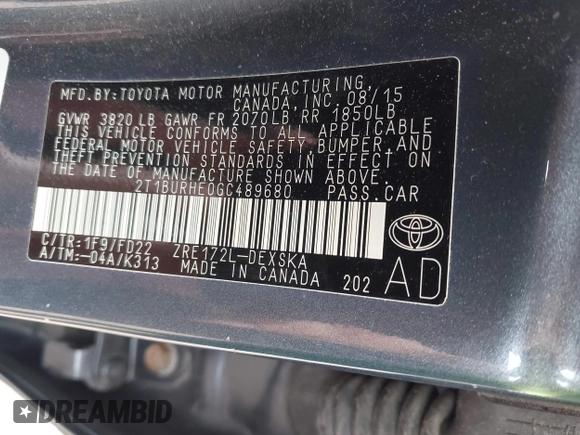 MFD.BY:TOYOTA MOTOR MANUFACTURING,
CANADA, INC. 08/15
GVWR 3820 LB GAWR FR 2070LB RR 1850LB
THIS VEHICLE CONFORMS TO ALL APPLICABLE
FEDERAL MOTOR VEHICLE SAFETY BUMPER, AND
THEFT PREVENTION STANDARDS IN EFFECT ON
THE DATE OF MANUFACTURE SHOWN ABOVE.
2T1BURHE0GC489680 PASS.CAR
C/TR:1F9/FD22 ZRE172L-DEXSKA
A/TM:-04A/K313 MADE IN CANADA 202
AD
DREAMBID